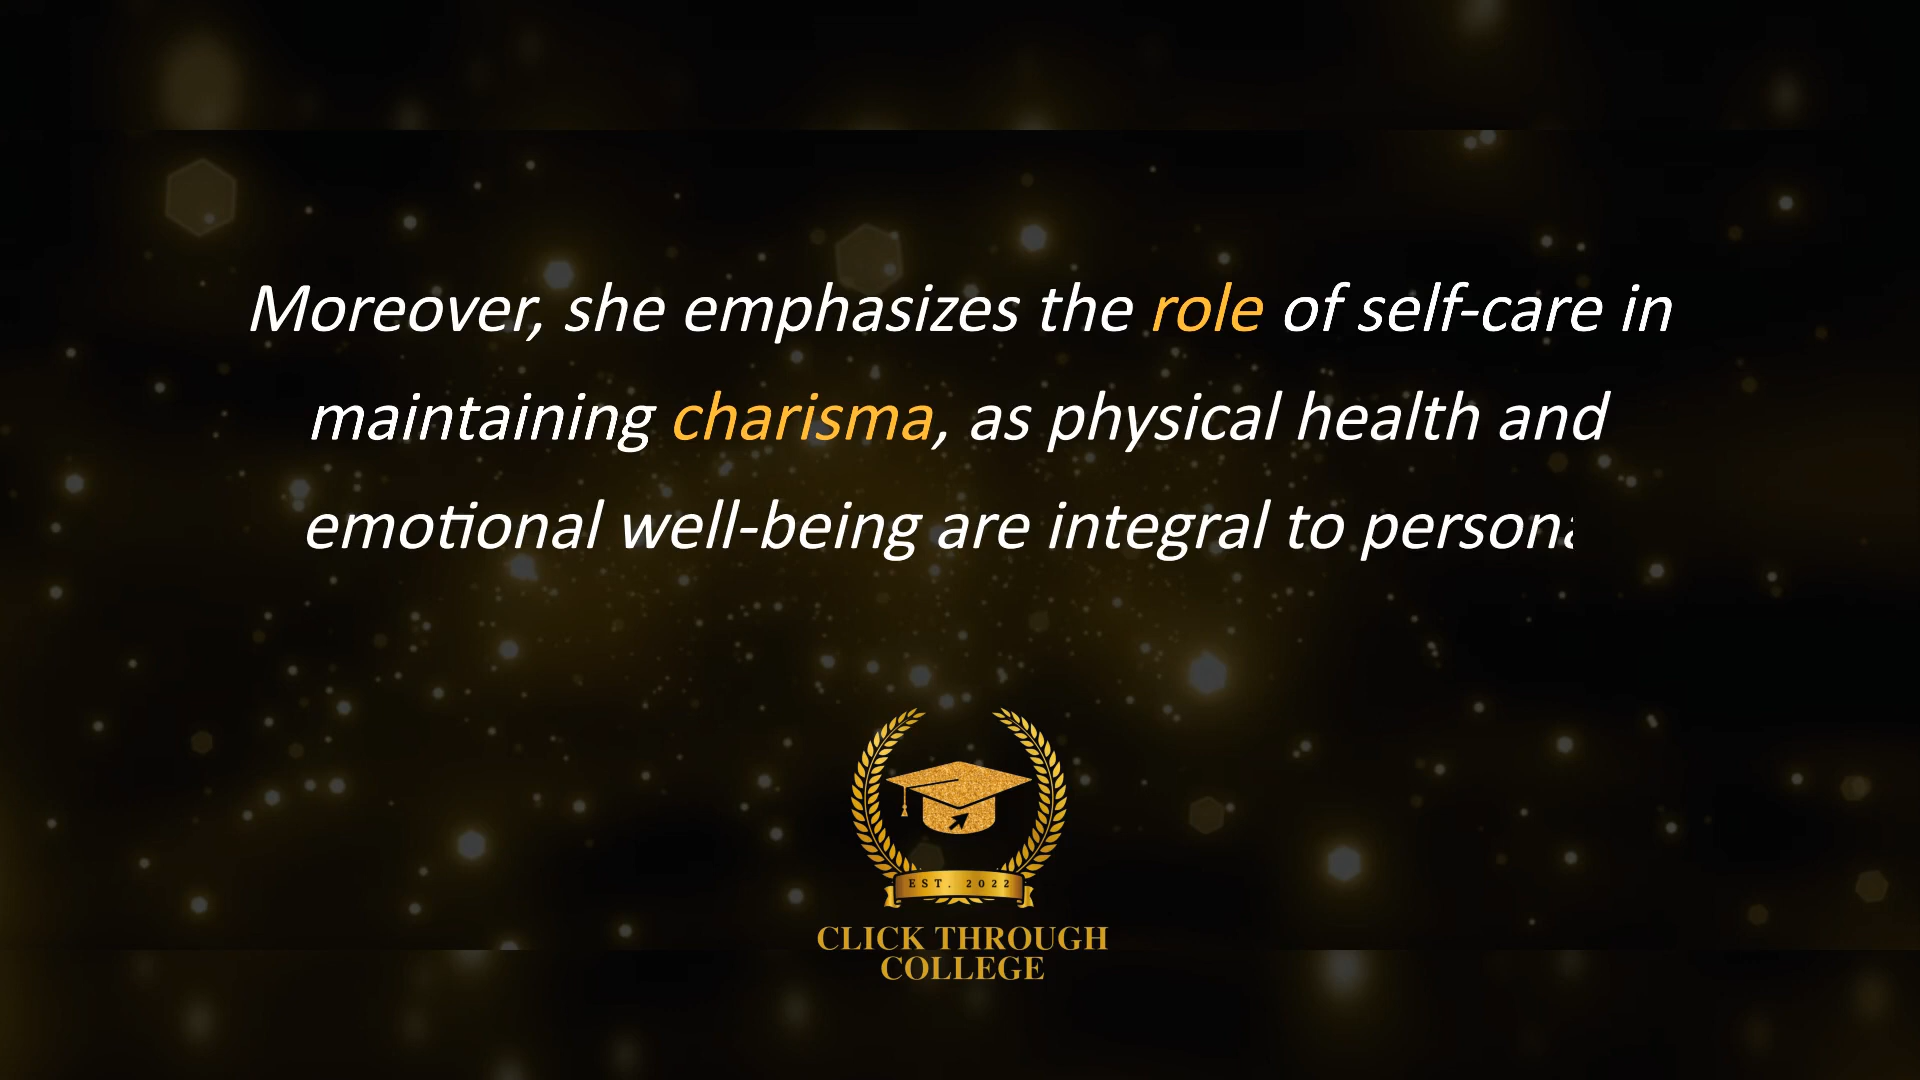 Moreover, she emphasizes the role of self-care in
maintaining charisma, as physical health and
emotional well-being are integral to persona
EST. 2022
CLICK THROUGH
COLLEGE